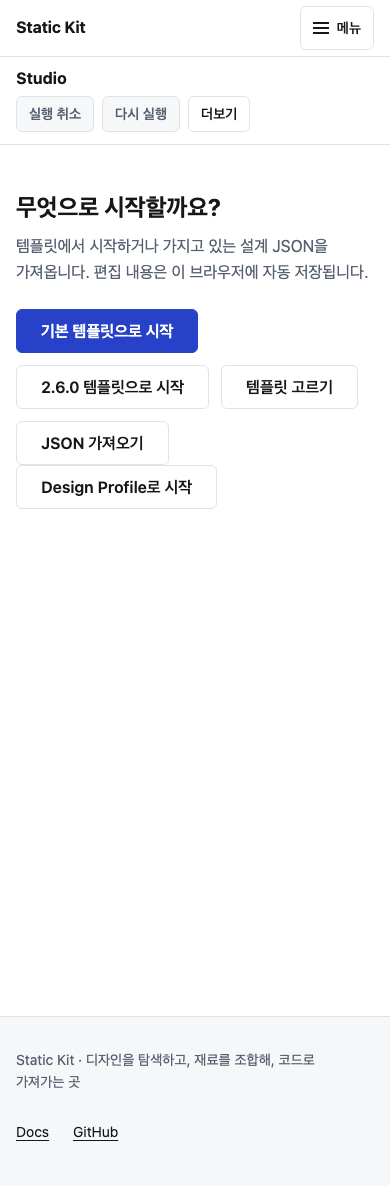 Static Kit
메뉴
Studio
실행 취소 다시 실행 더보기
무엇으로 시작할까요?
템플릿에서 시작하거나 가지고 있는 설계 JSON을
가져옵니다. 편집 내용은 이 브라우저에 자동 저장됩니다.
기본 템플릿으로 시작
2.6.0 템플릿으로 시작 템플릿 고르기
JSON 가져오기
Design Profile로 시작
Static Kit · 디자인을 탐색하고, 재료를 조합해, 코드로
가져가는 곳
Docs GitHub